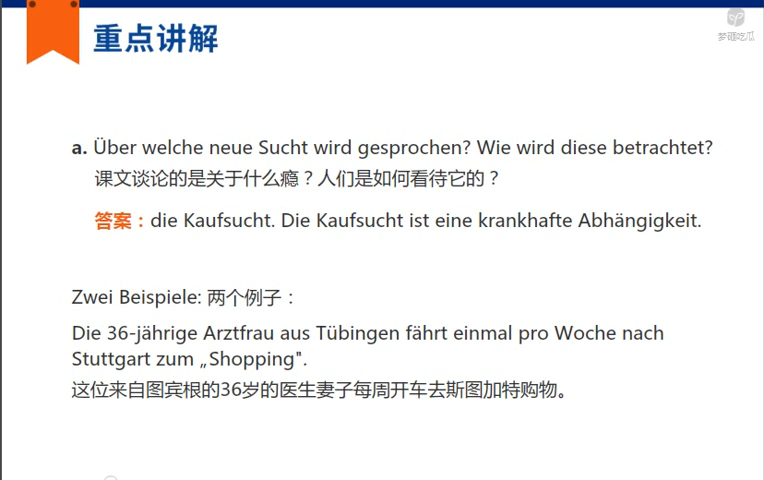 重点讲解
梦砸吃瓜
a. Über welche neue Sucht wird gesprochen? Wie wird diese betrachtet?
课文谈论的是关于什么瘾？人们是如何看待它的？
答案：die Kaufsucht. Die Kaufsucht ist eine krankhafte Abhängigkeit.
Zwei Beispiele: 两个例子：
Die 36-jährige Arztfrau aus Tübingen fährt einmal pro Woche nach
Stuttgart zum „Shopping".
这位来自图宾根的36岁的医生妻子每周开车去斯图加特购物。